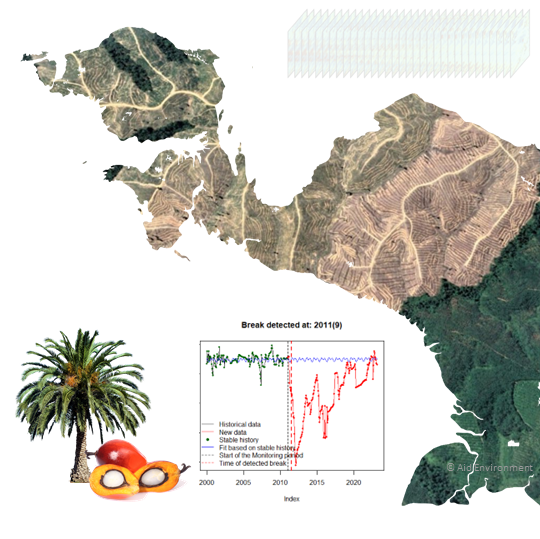 Break detected at: 2011(9)
Historical data
New data
Stable history
Fit based on stable history
Start of the Monitoring period
Time of detected break
2000 2005 2010 2015 2020
Index
© AidEnvironment